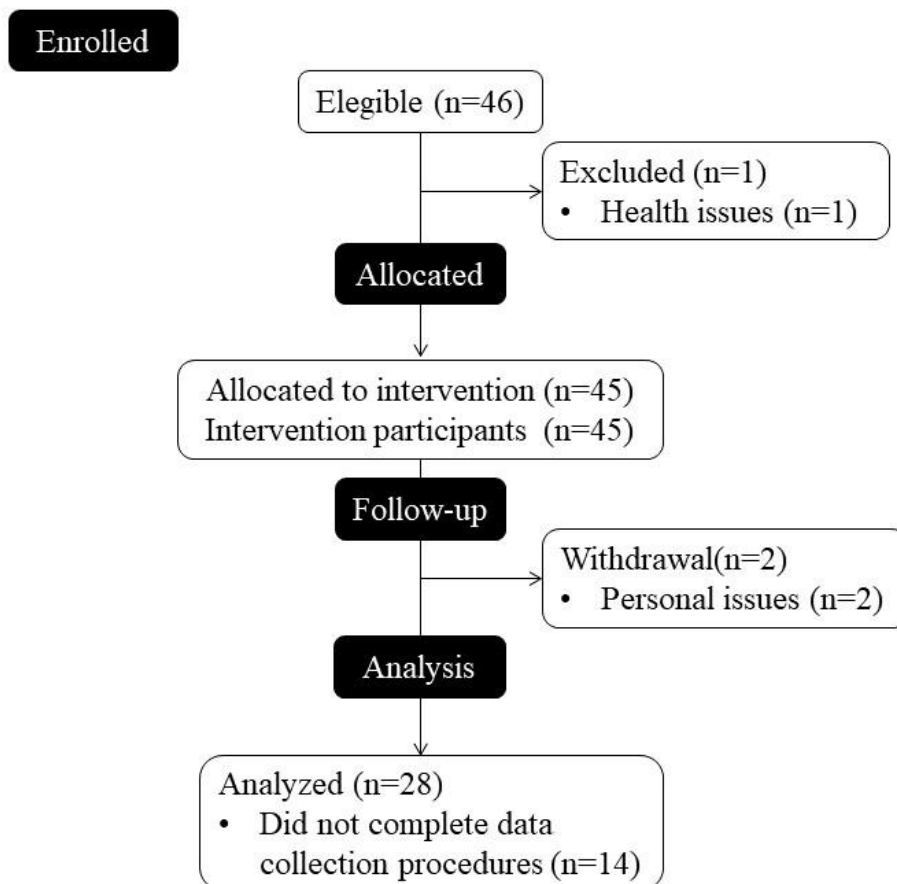 Enrolled
Elegible (n=46)
Excluded (n=1)
• Health issues (n=1)
Allocated
Allocated to intervention (n=45)
Intervention participants (n=45)
Follow-up
Withdrawal(n=2)
• Personal issues (n=2)
Analysis
Analyzed (n=28)
• Did not complete data
collection procedures (n=14)